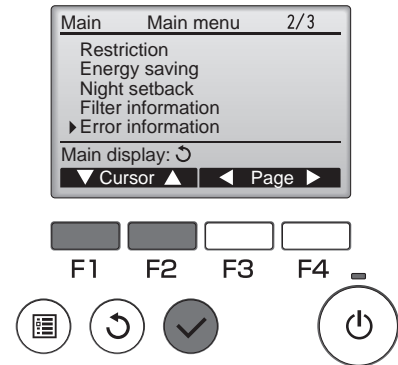 Main Main menu 2/3
Restriction
Energy saving
Night setback
Filter information
Error information
Main display:
Cursor Page
F1 F2 F3 F4